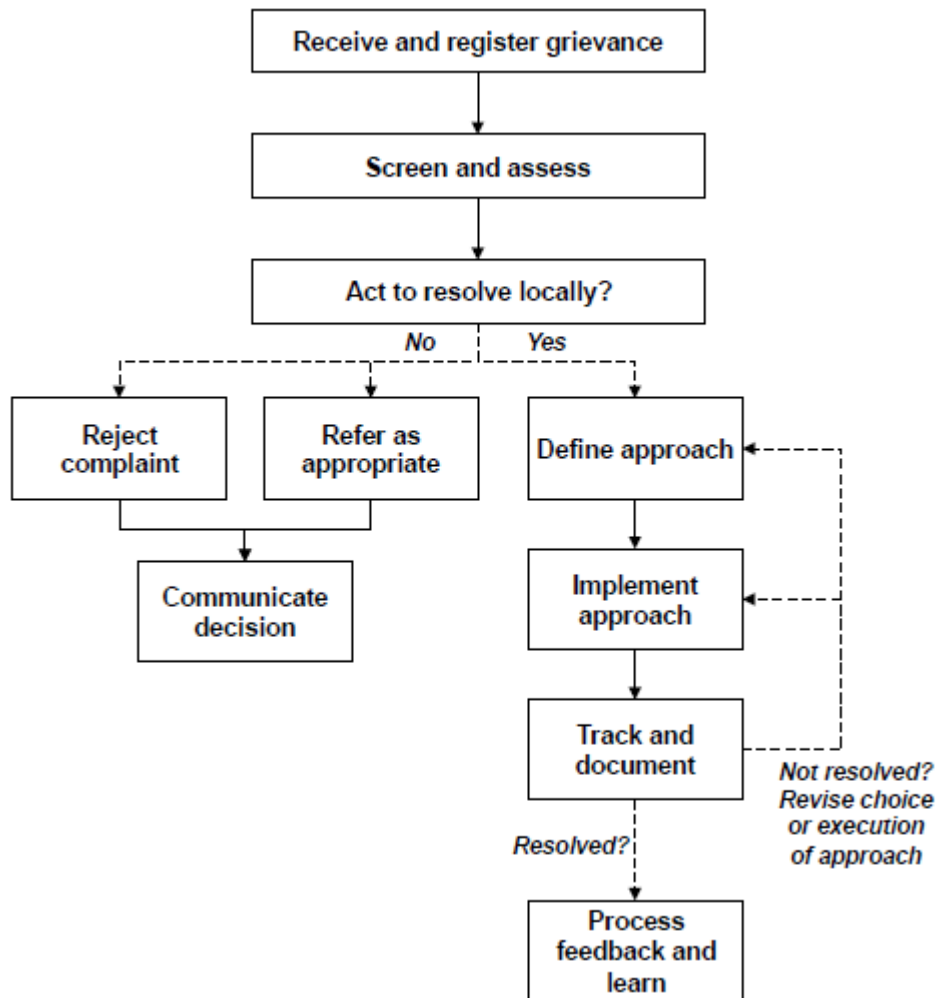 Receive and register grievance
Screen and assess
Act to resolve locally?
No
Yes
Reject
complaint
Refer as
appropriate
Define approach
Communicate
decision
Implement
approach
Track and
document
Not resolved?
Revise choice
or execution
of approach
Resolved?
Process
feedback and
learn